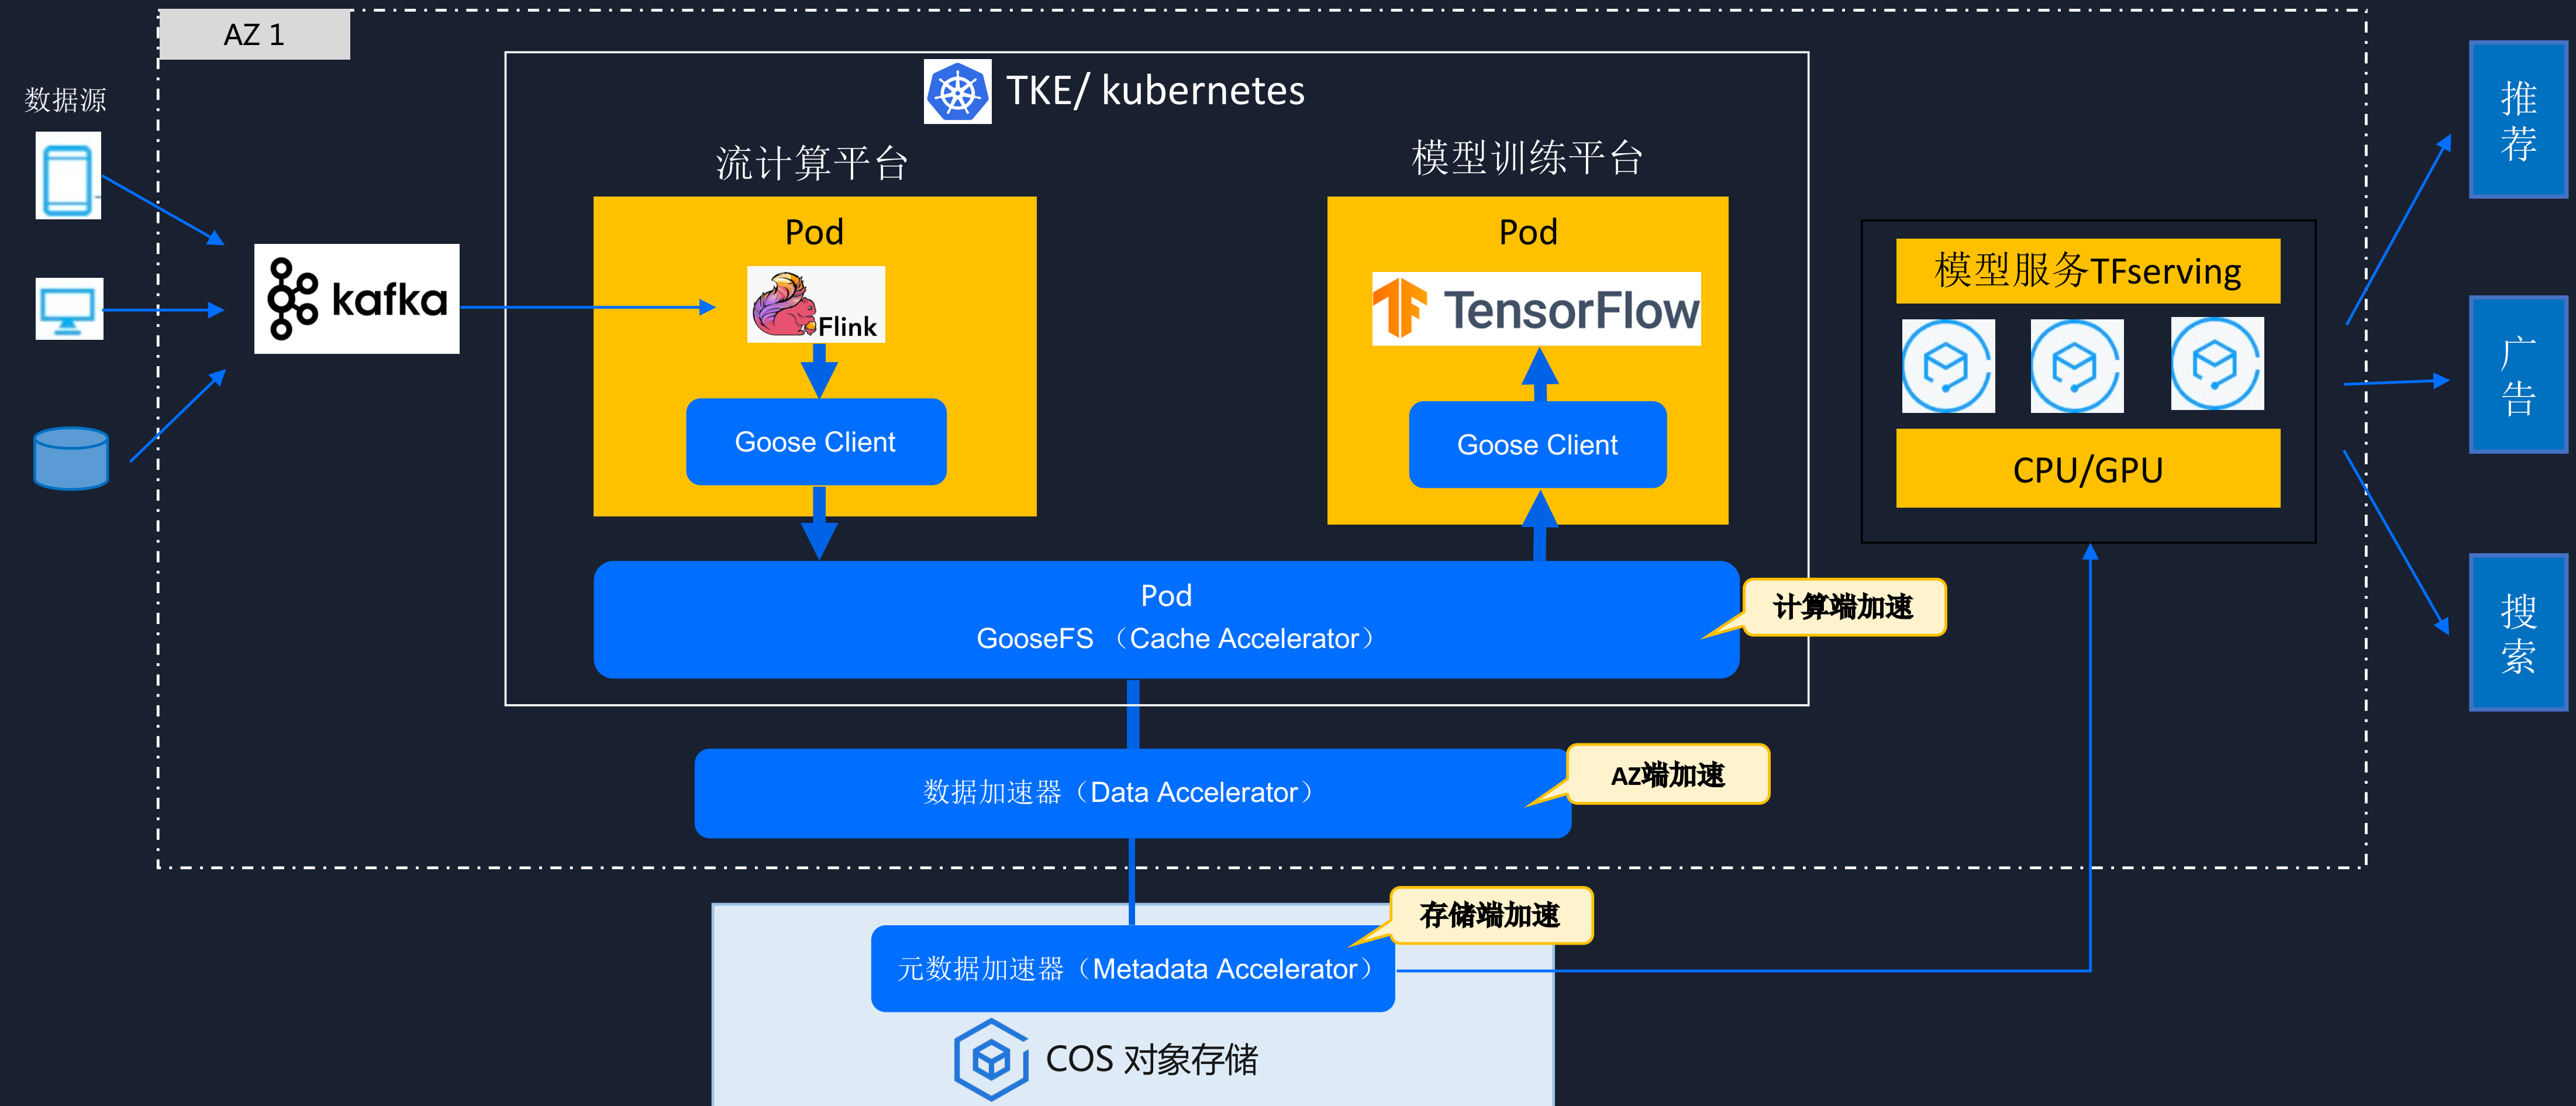 AZ 1
数据源
TKE/ kubernetes
流计算平台
模型训练平台
Pod
Pod
kafka
Flink
TensorFlow
Goose Client
Goose Client
模型服务TFserving
CPU/GPU
推荐
广告
搜索
Pod
GooseFS （Cache Accelerator）
计算端加速
数据加速器（Data Accelerator）
AZ端加速
存储端加速
元数据加速器（Metadata Accelerator）
COS 对象存储